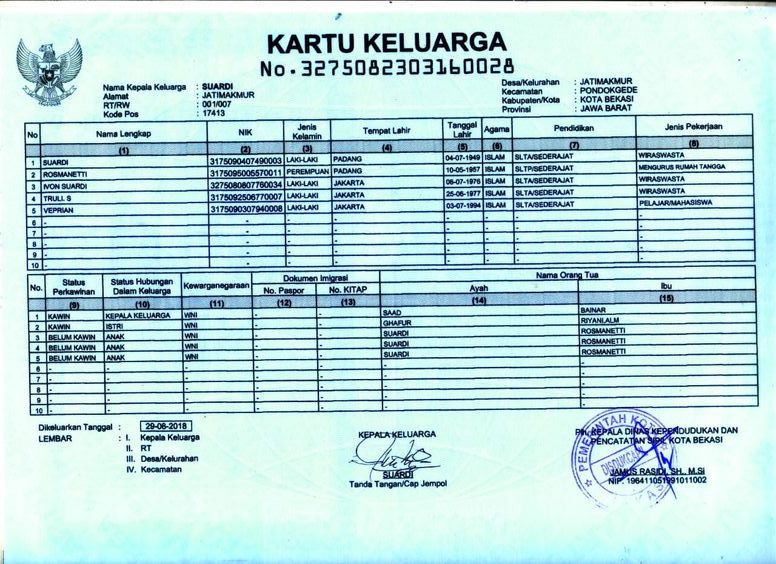 KARTU KELUARGA
No. 3275082303160028
Nama Kepala Keluarga : SUARDI
Alamat : JATIMAKMUR
RT/RW : 001/007
Kode Pos : 17413
Desa/Kelurahan : JATIMAKMUR
Kecamatan : PONDOKGEDE
Kabupaten/Kota : KOTA BEKASI
Provinsi : JAWA BARAT
No Nama Lengkap NIK Jenis Kelamin Tempat Lahir Tanggal Lahir Agama Pendidikan Jenis Pekerjaan
(1) (2) (3) (4) (5) (6) (7) (8)
1 SUARDI 3175090407490003 LAKI-LAKI PADANG 04-07-1949 ISLAM SLTA/SEDERAJAT WIRASWASTA
2 ROSMANETTI 3175095005570011 PEREMPUAN PADANG 10-05-1957 ISLAM SLTP/SEDERAJAT MENGURUS RUMAH TANGGA
3 IVON SUARDI 3275080807760034 LAKI-LAKI JAKARTA 08-07-1976 ISLAM SLTA/SEDERAJAT WIRASWASTA
4 TRULI. S 3175092506770007 LAKI-LAKI JAKARTA 25-06-1977 ISLAM SLTA/SEDERAJAT WIRASWASTA
5 VEPRIAN 3175090307940008 LAKI-LAKI JAKARTA 03-07-1994 ISLAM SLTA/SEDERAJAT PELAJAR/MAHASISWA
6 - - - - - - - -
7 - - - - - - - -
8 - - - - - - - -
9 - - - - - - - -
10 - - - - - - - -
No. Status Perkawinan Status Hubungan Dalam Keluarga Kewarganegaraan Dokumen Imigrasi Nama Orang Tua
No. Paspor No. KITAP Ayah Ibu
(9) (10) (11) (12) (13) (14) (15)
1 KAWIN KEPALA KELUARGA WNI - - SAAD BAINAR
2 KAWIN ISTRI WNI - - GHAFUR RIYANI.ALM
3 BELUM KAWIN ANAK WNI - - SUARDI ROSMANETTI
4 BELUM KAWIN ANAK WNI - - SUARDI ROSMANETTI
5 BELUM KAWIN ANAK WNI - - SUARDI ROSMANETTI
6 - - - - - - -
7 - - - - - - -
8 - - - - - - -
9 - - - - - - -
10 - - - - - - -
Dikeluarkan Tanggal : 29-06-2018
LEMBAR : I. Kepala Keluarga
II. RT
III. Desa/Kelurahan
IV. Kecamatan
KEPALA KELUARGA
SUARDI
Tanda Tangan/Cap Jempol
KEPALA DINAS KEPENDUDUKAN DAN
PENCATATAN SIPIL KOTA BEKASI
PEMERINTAH KOTA
DISDUKCAPIL
JAMUS RASIDI, SH., M.Si
NIP. 196411051991011002